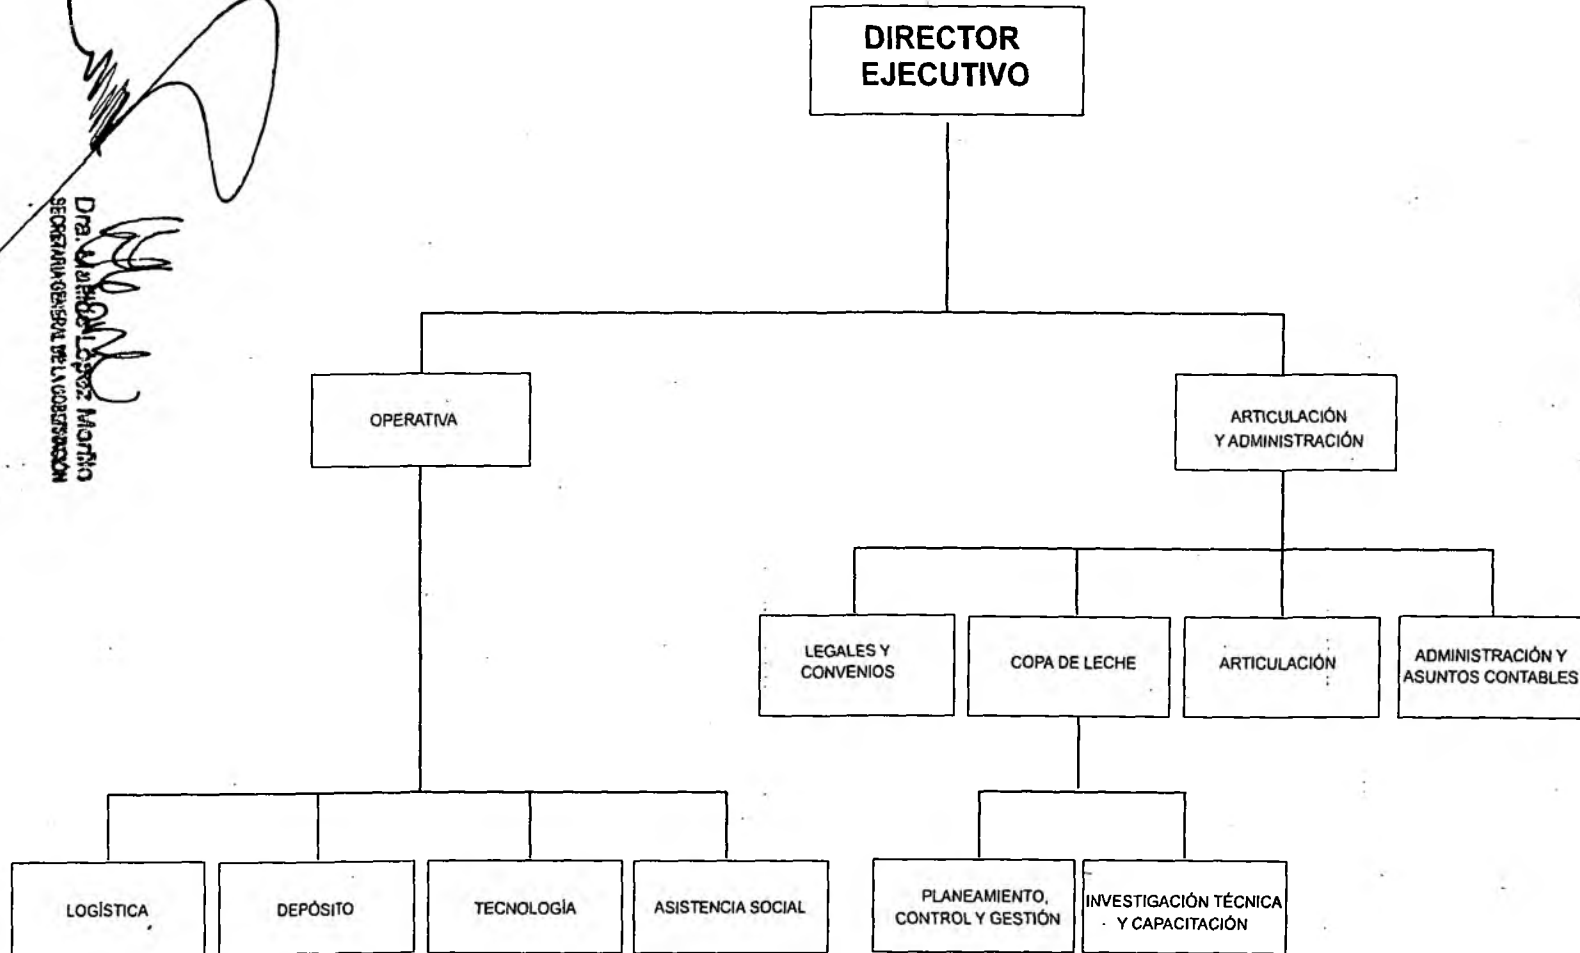 DIRECTOR
EJECUTIVO
OPERATIVA
ARTICULACIÓN
Y ADMINISTRACIÓN
LEGALES Y
CONVENIOS
COPA DE LECHE
ARTICULACIÓN
ADMINISTRACIÓN Y
ASUNTOS CONTABLES
LOGÍSTICA
DEPÓSITO
TECNOLOGÍA
ASISTENCIA SOCIAL
PLANEAMIENTO,
CONTROL Y GESTIÓN
INVESTIGACIÓN TÉCNICA
Y CAPACITACIÓN
Dra. López
SECRETARIA GENERAL DE LA GOBERNACIÓN